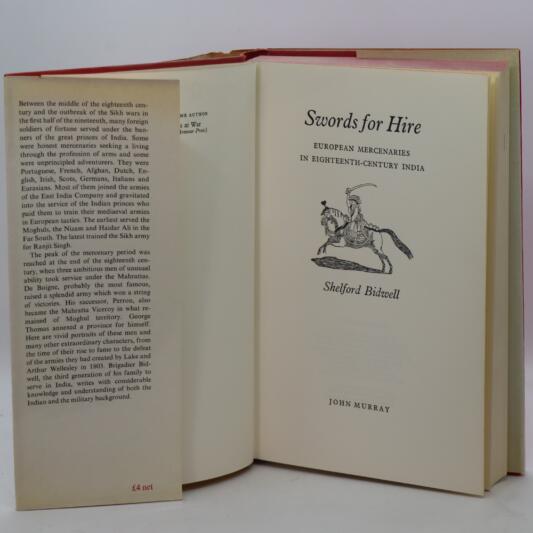 Between the middle of the eighteenth cen-
tury and the outbreak of the Sikh wars in
the first half of the nineteenth, many foreign
soldiers of fortune served under the ban-
ners of the great princes of India. Some
were honest mercenaries seeking a living
through the profession of arms and some
were unprincipled adventurers. They were
Portuguese, French, Afghan, Dutch, En-
glish, Irish, Scots, Germans, Italians and
Eurasians. Most of them joined the armies
of the East India Company and gravitated
into the service of the Indian princes who
paid them to train their mediaeval armies
in European tactics. The earliest served the
Moghuls, the Nizam and Haidar Ali in the
Far South. The latest trained the Sikh army
for Ranjit Singh.
The peak of the mercenary period was
reached at the end of the eighteenth cen-
tury, when three ambitious men of unusual
ability took service under the Mahrattas.
De Boigne, probably the most famous,
raised a splendid army which won a string
of victories. His successor, Perron, also
became the Mahratta Viceroy in what re-
mained of Moghul territory. George
Thomas annexed a province for himself.
Here are vivid portraits of these men and
many other extraordinary characters, from
the time of their rise to fame to the defeat
of the armies they had created by Lake and
Arthur Wellesley in 1803. Brigadier Bid-
well, the third generation of his family to
serve in India, writes with considerable
knowledge and understanding of both the
Indian and the military background.
£4 net
AUTHOR
at War
Press)
Swords for Hire
EUROPEAN MERCENARIES
IN EIGHTEENTH-CENTURY INDIA
Shelford Bidwell
JOHN MURRAY